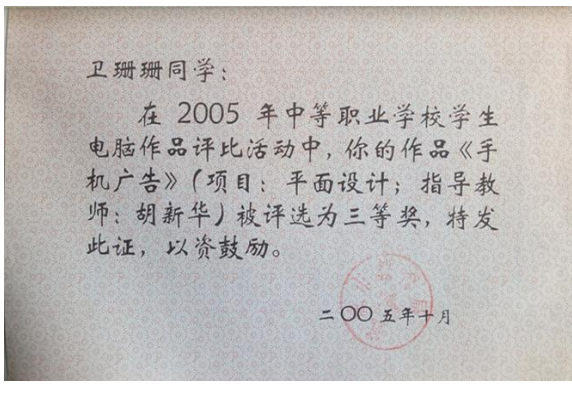 卫珊珊同学：
在 2005 年中等职业学校学生
电脑作品评比活动中，你的作品《手
机广告》（项目：平面设计；指导教
师：胡新华）被评选为三等奖，特发
此证，以资鼓励。
二〇〇五年十月